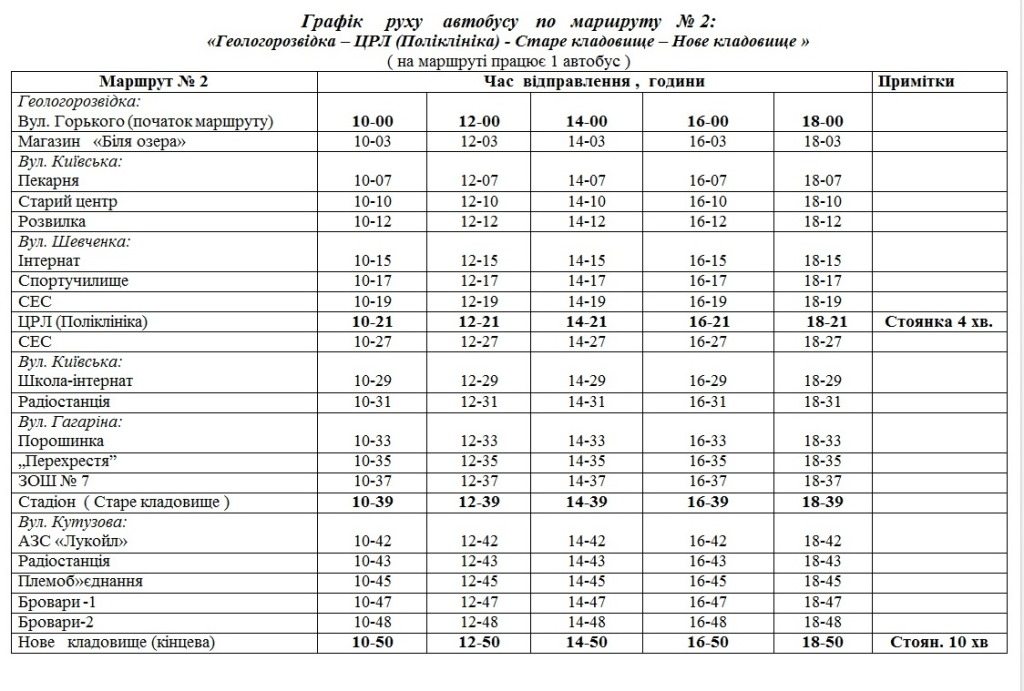 Графік руху автобусу по маршруту № 2:
«Геологорозвідка – ЦРЛ (Поліклініка) - Старе кладовище – Нове кладовище »
( на маршруті працює 1 автобус )
Маршрут № 2 Час відправлення , години Примітки
Геологорозвідка:
Вул. Горького (початок маршруту) 10-00 12-00 14-00 16-00 18-00
Магазин «Біля озера» 10-03 12-03 14-03 16-03 18-03
Вул. Київська:
Пекарня 10-07 12-07 14-07 16-07 18-07
Старий центр 10-10 12-10 14-10 16-10 18-10
Розвилка 10-12 12-12 14-12 16-12 18-12
Вул. Шевченка:
Інтернат 10-15 12-15 14-15 16-15 18-15
Спортучилище 10-17 12-17 14-17 16-17 18-17
СЕС 10-19 12-19 14-19 16-19 18-19
ЦРЛ (Поліклініка) 10-21 12-21 14-21 16-21 18-21 Стоянка 4 хв.
СЕС 10-27 12-27 14-27 16-27 18-27
Вул. Київська:
Школа-інтернат 10-29 12-29 14-29 16-29 18-29
Радіостанція 10-31 12-31 14-31 16-31 18-31
Вул. Гагаріна:
Порошинка 10-33 12-33 14-33 16-33 18-33
„Перехрестя” 10-35 12-35 14-35 16-35 18-35
ЗОШ № 7 10-37 12-37 14-37 16-37 18-37
Стадіон ( Старе кладовище ) 10-39 12-39 14-39 16-39 18-39
Вул. Кутузова:
АЗС «Лукойл» 10-42 12-42 14-42 16-42 18-42
Радіостанція 10-43 12-43 14-43 16-43 18-43
Племоб»єднання 10-45 12-45 14-45 16-45 18-45
Бровари -1 10-47 12-47 14-47 16-47 18-47
Бровари-2 10-48 12-48 14-48 16-48 18-48
Нове кладовище (кінцева) 10-50 12-50 14-50 16-50 18-50 Стоян. 10 хв